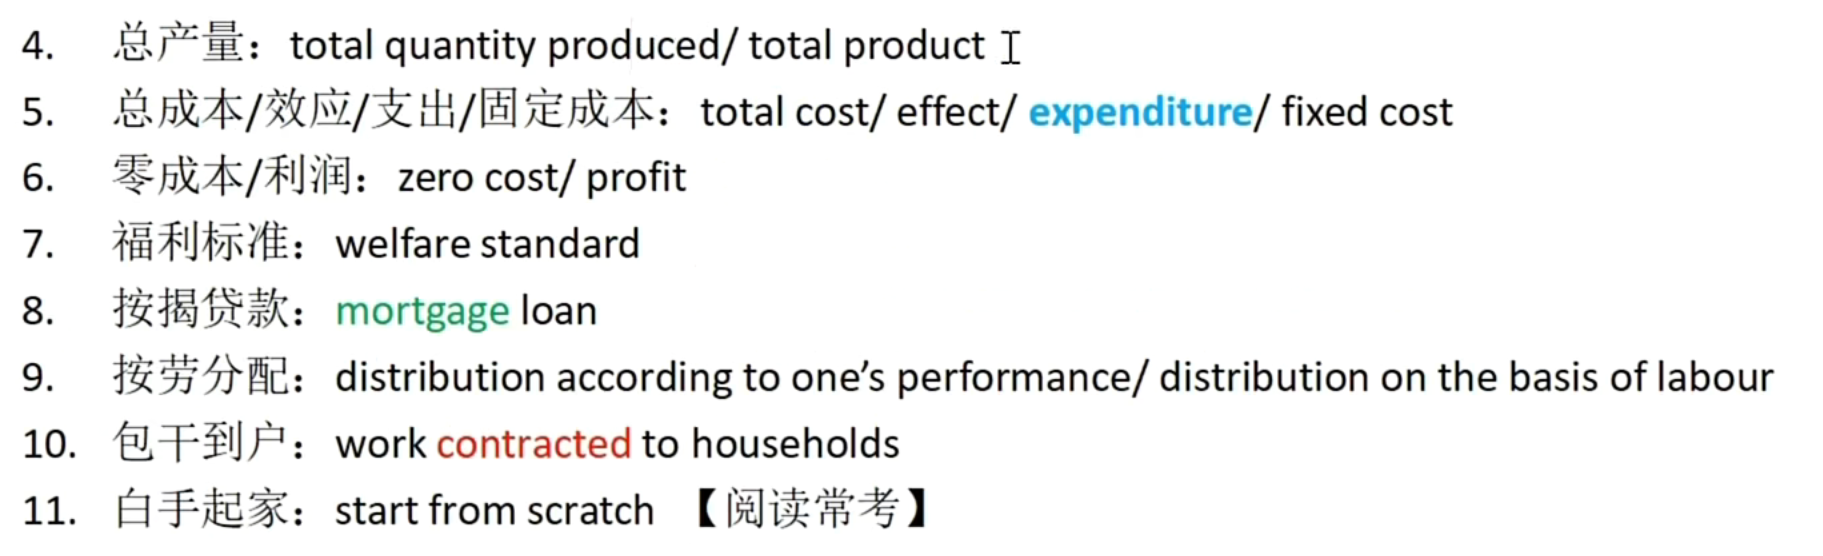 4. 总产量：total quantity produced/ total product
5. 总成本/效应/支出/固定成本：total cost/ effect/ expenditure/ fixed cost
6. 零成本/利润：zero cost/ profit
7. 福利标准：welfare standard
8. 按揭贷款：mortgage loan
9. 按劳分配：distribution according to one’s performance/ distribution on the basis of labour
10. 包干到户：work contracted to households
11. 白手起家：start from scratch 【阅读常考】